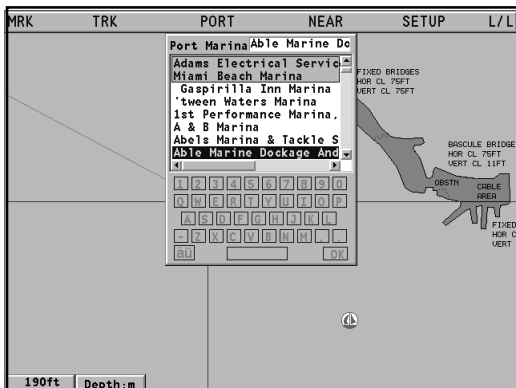 MRK TRK PORT NEAR SETUP L/L
Port Marina Able Marine Do
Adams Electrical Servic
Miami Beach Marina
Gaspirilla Inn Marina
'tween Waters Marina
1st Performance Marina,
A & B Marina
Abels Marina & Tackle S
Able Marine Dockage And
1 2 3 4 5 6 7 8 9 0
Q W E R T Y U I O P
A S D F G H J K L
- Z X C V B N M , .
àü OK
FIXED BRIDGES
HOR CL 75FT
VERT CL 75FT
BASCULE BRIDGE
HOR CL 75FT
VERT CL 11FT
OBSTN
CABLE
AREA
FIXED
HOR C
VERT
190ft Depth:m